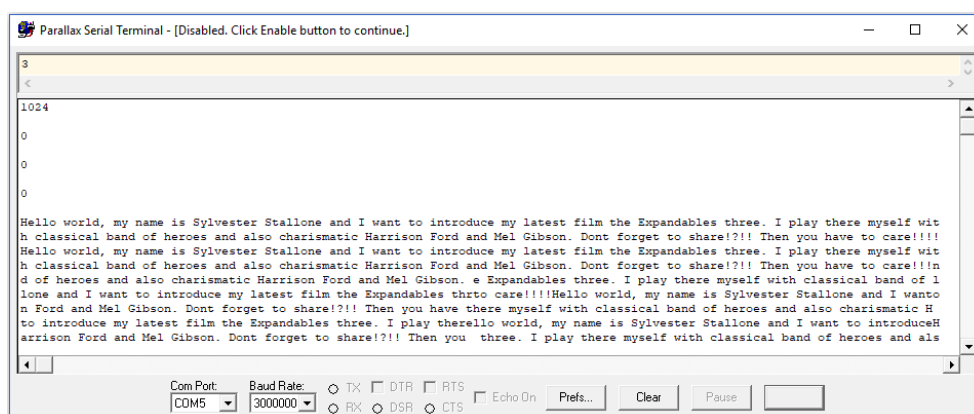 Parallax Serial Terminal - [Disabled. Click Enable button to continue.]
3
1024
0
0
0
Hello world, my name is Sylvester Stallone and I want to introduce my latest film the Expandables three. I play there myself wit
h classical band of heroes and also charismatic Harrison Ford and Mel Gibson. Dont forget to share!?!! Then you have to care!!!!
Hello world, my name is Sylvester Stallone and I want to introduce my latest film the Expandables three. I play there myself wit
h classical band of heroes and also charismatic Harrison Ford and Mel Gibson. Dont forget to share!?!! Then you have to care!!!n
d of heroes and also charismatic Harrison Ford and Mel Gibson. e Expandables three. I play there myself with classical band of l
lone and I want to introduce my latest film the Expandables thrto care!!!!Hello world, my name is Sylvester Stallone and I wanto
n Ford and Mel Gibson. Dont forget to share!?!! Then you have there myself with classical band of heroes and also charismatic H
to introduce my latest film the Expandables three. I play therello world, my name is Sylvester Stallone and I want to introduceH
arrison Ford and Mel Gibson. Dont forget to share!?!! Then you  three. I play there myself with classical band of heroes and als
Com Port: Baud Rate: TX DTR RTS
COM5 3000000 RX DSR CTS Echo On Prefs... Clear Pause